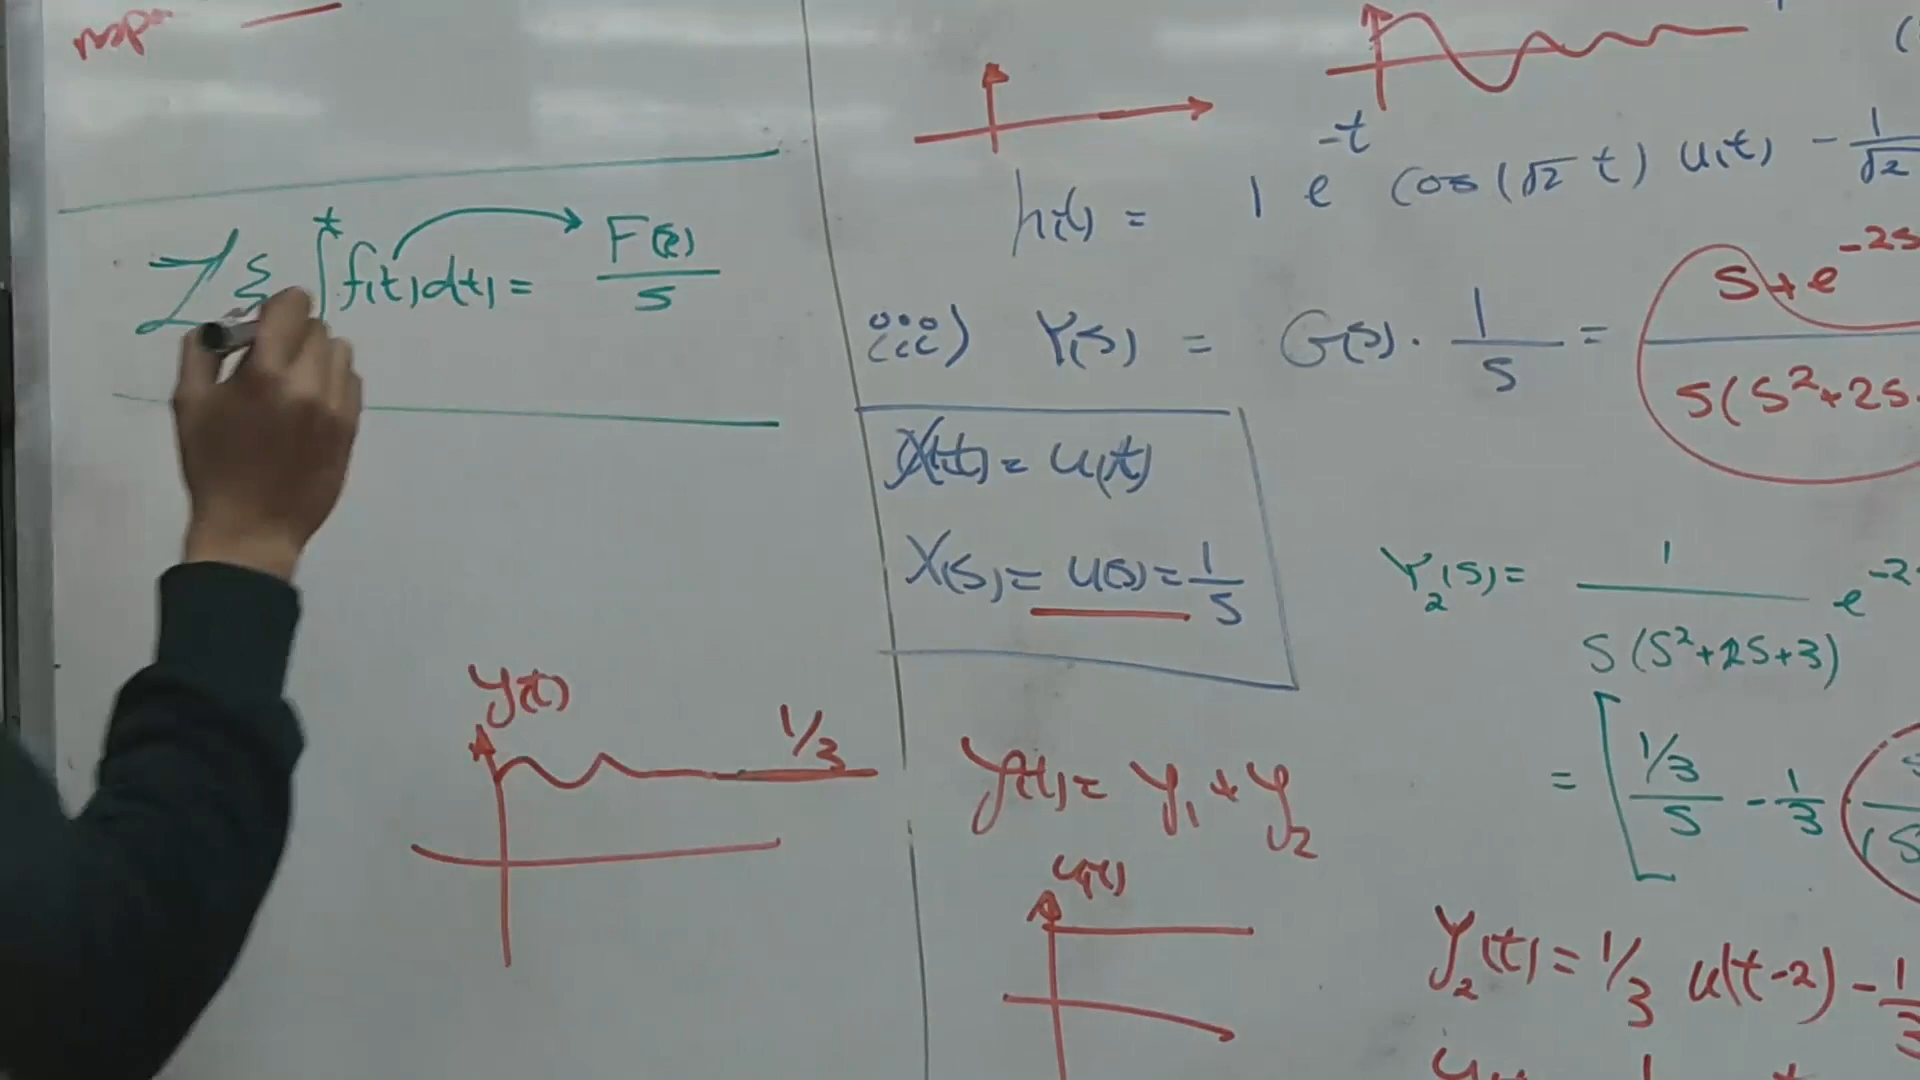 ℒ{ ∫ᵗ f(t)dt} = F(s)/s
y(t)
1/3
h(t) = 1 e^-t cos(√2 t) u(t) - 1/√2
iii) Y(s) = G(s) · 1/s = s+e^-2s / s(s²+2s
X(t) = u(t)
X(s) = u(s) = 1/s
Y₂(s) = 1 / s(s²+2s+3) e^-2
= [ 1/3 / s - 1/3
y(t) = y₁ + y₂
u(t)
y₂(t) = 1/3 u(t-2) - 1/3